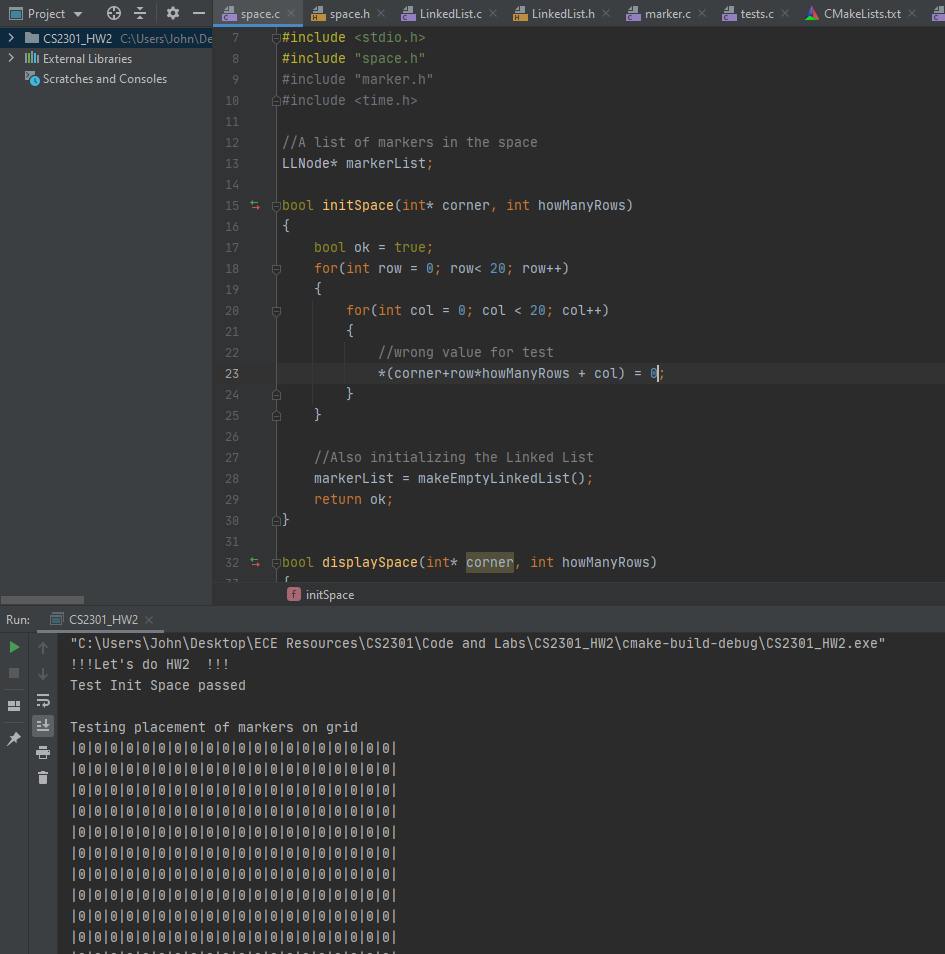 Project
space.c space.h LinkedList.c LinkedList.h marker.c tests.c CMakeLists.txt
CS2301_HW2 C:\Users\John\De
External Libraries
Scratches and Consoles
7 #include <stdio.h>
8 #include "space.h"
9 #include "marker.h"
10 #include <time.h>
11
12 //A list of markers in the space
13 LLNode* markerList;
14
15 bool initSpace(int* corner, int howManyRows)
16 {
17 bool ok = true;
18 for(int row = 0; row< 20; row++)
19 {
20 for(int col = 0; col < 20; col++)
21 {
22 //wrong value for test
23 *(corner+row*howManyRows + col) = 0;
24 }
25 }
26
27 //Also initializing the Linked List
28 markerList = makeEmptyLinkedList();
29 return ok;
30 }
31
32 bool displaySpace(int* corner, int howManyRows)
f initSpace
Run: CS2301_HW2
"C:\Users\John\Desktop\ECE Resources\CS2301\Code and Labs\CS2301_HW2\cmake-build-debug\CS2301_HW2.exe"
!!!Let's do HW2  !!!
Test Init Space passed
Testing placement of markers on grid
|0|0|0|0|0|0|0|0|0|0|0|0|0|0|0|0|0|0|0|0|
|0|0|0|0|0|0|0|0|0|0|0|0|0|0|0|0|0|0|0|0|
|0|0|0|0|0|0|0|0|0|0|0|0|0|0|0|0|0|0|0|0|
|0|0|0|0|0|0|0|0|0|0|0|0|0|0|0|0|0|0|0|0|
|0|0|0|0|0|0|0|0|0|0|0|0|0|0|0|0|0|0|0|0|
|0|0|0|0|0|0|0|0|0|0|0|0|0|0|0|0|0|0|0|0|
|0|0|0|0|0|0|0|0|0|0|0|0|0|0|0|0|0|0|0|0|
|0|0|0|0|0|0|0|0|0|0|0|0|0|0|0|0|0|0|0|0|
|0|0|0|0|0|0|0|0|0|0|0|0|0|0|0|0|0|0|0|0|
|0|0|0|0|0|0|0|0|0|0|0|0|0|0|0|0|0|0|0|0|